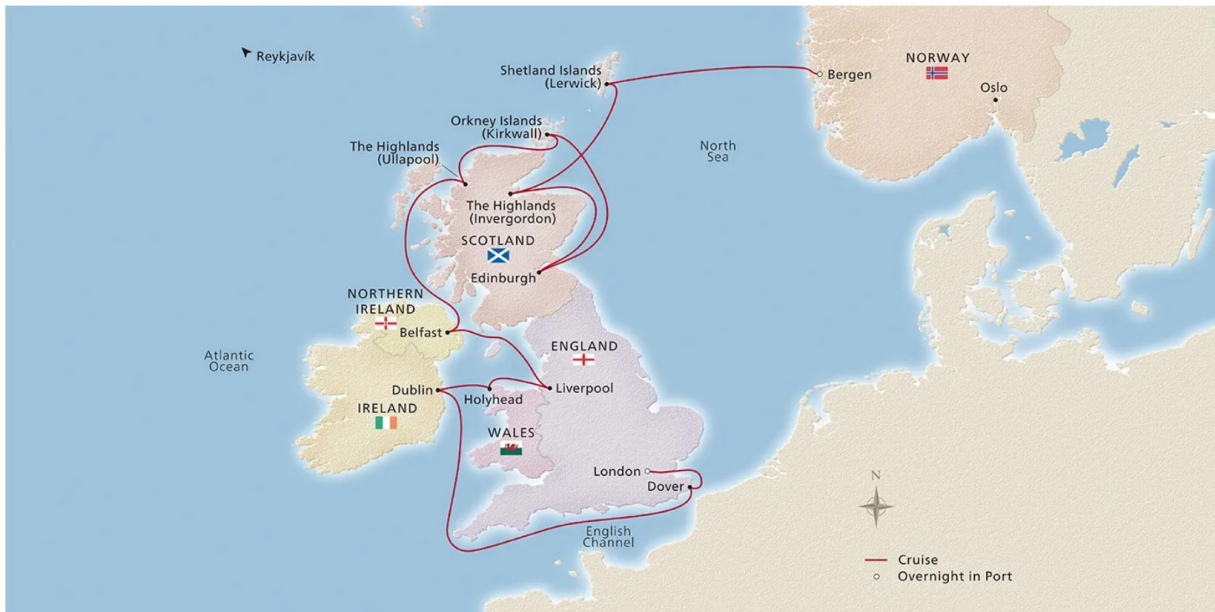 Reykjavík
Shetland Islands
(Lerwick)
Bergen
NORWAY
Oslo
Orkney Islands
(Kirkwall)
The Highlands
(Ullapool)
North
Sea
The Highlands
(Invergordon)
SCOTLAND
Edinburgh
NORTHERN
IRELAND
Belfast
ENGLAND
Atlantic
Ocean
Dublin
Holyhead
Liverpool
IRELAND
WALES
London
Dover
English
Channel
N
Cruise
Overnight in Port